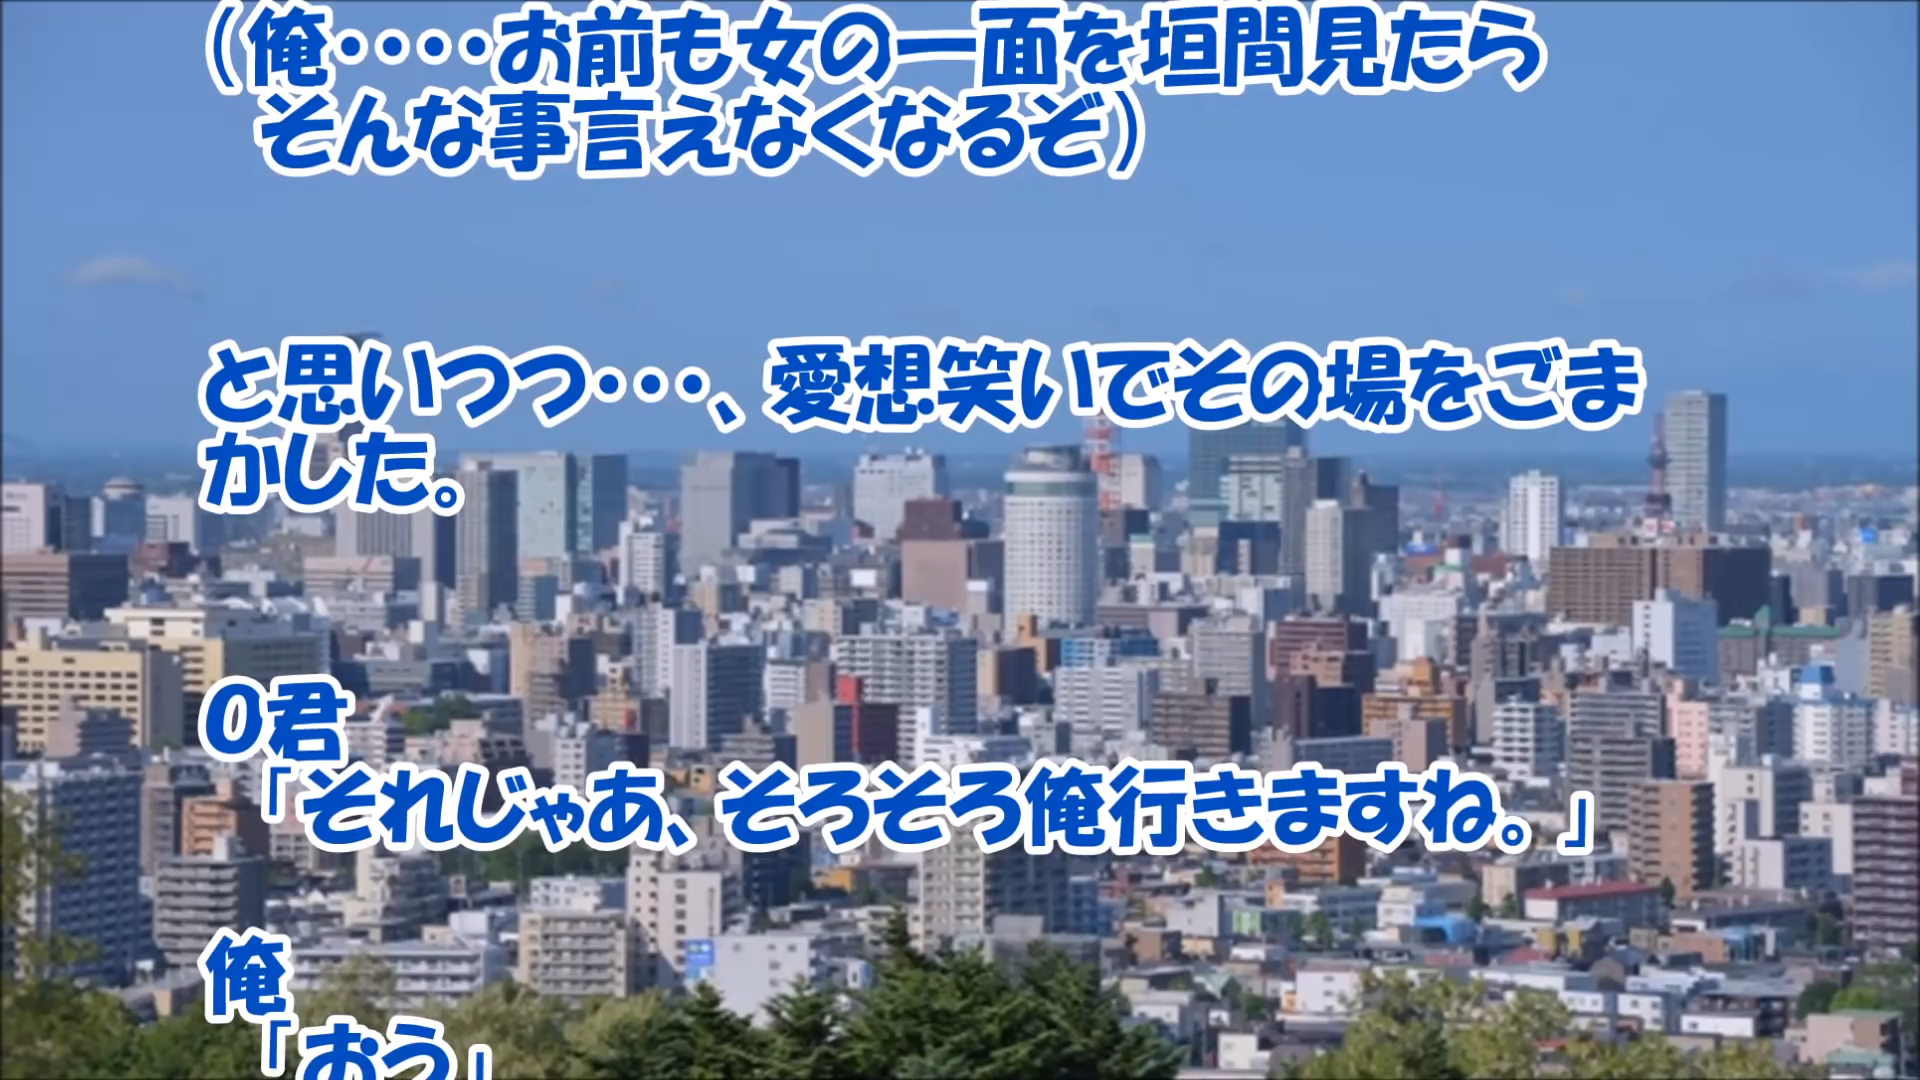 （俺････お前も女の一面を垣間見たら
そんな事言えなくなるぞ）
と思いつつ･･･、愛想笑いでその場をごま
かした。
O君
「それじゃあ、そろそろ俺行きますね。」
俺
「おう」